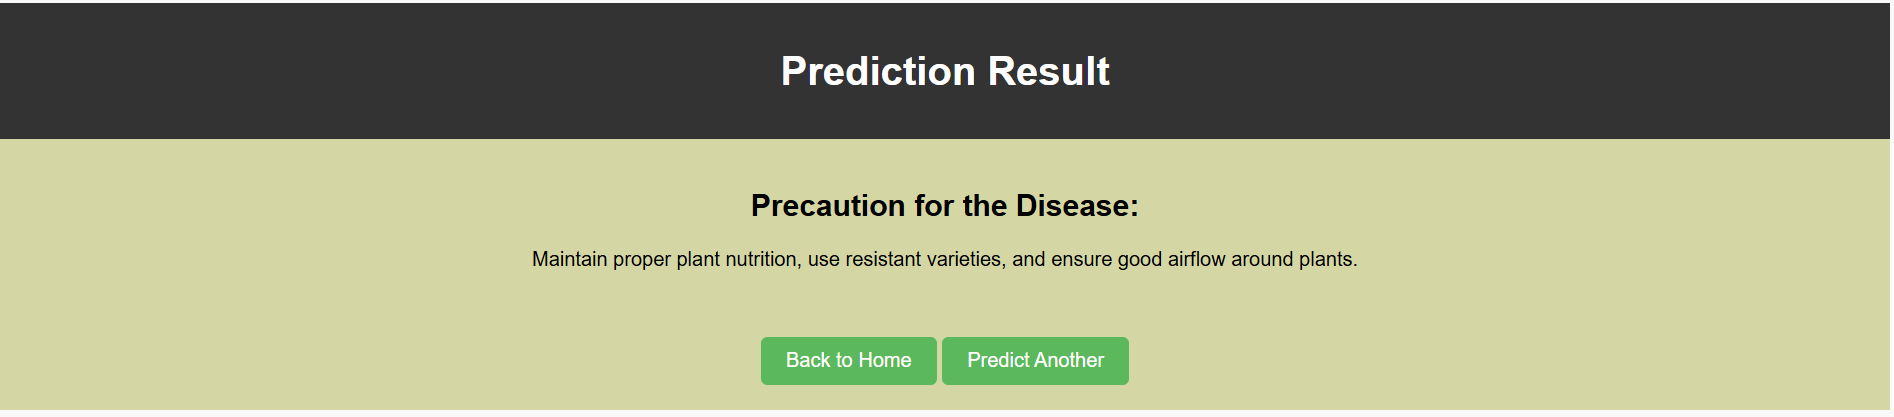 Prediction Result
Precaution for the Disease:
Maintain proper plant nutrition, use resistant varieties, and ensure good airflow around plants.
Back to Home
Predict Another